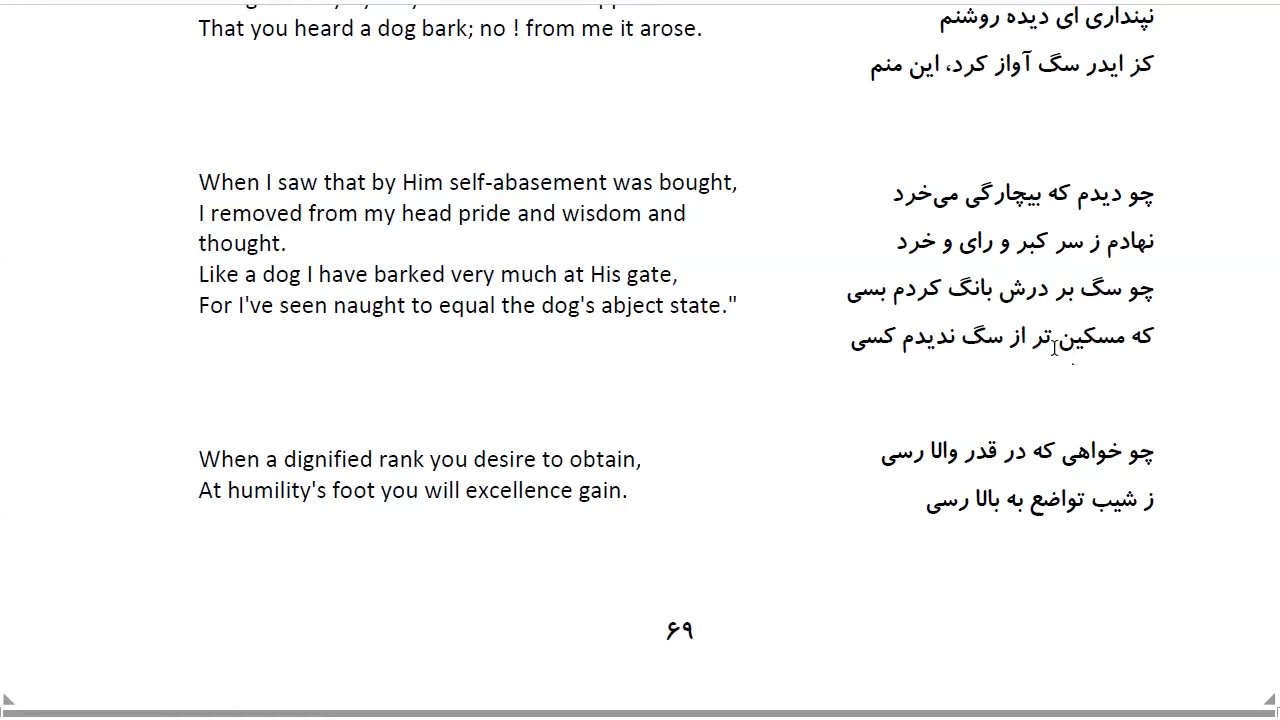 That you heard a dog bark; no ! from me it arose.
نپنداری ای دیده روشنم
کز ایدر سگ آواز کرد، این منم
When I saw that by Him self-abasement was bought,
I removed from my head pride and wisdom and
thought.
Like a dog I have barked very much at His gate,
For I've seen naught to equal the dog's abject state."
چو دیدم که بیچارگی می‌خرد
نهادم ز سر کبر و رای و خرد
چو سگ بر درش بانگ کردم بسی
که مسکین تر از سگ ندیدم کسی
When a dignified rank you desire to obtain,
At humility's foot you will excellence gain.
چو خواهی که در قدر والا رسی
ز شیب تواضع به بالا رسی
۶۹